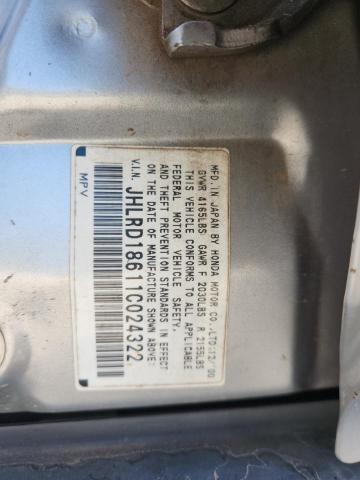 MFD.IN JAPAN BY HONDA MOTOR CO.,LTD.:12/'00
GVWR 4165LBS GAWR F 2030LBS R 2155LBS
THIS VEHICLE CONFORMS TO ALL APPLICABLE
FEDERAL MOTOR VEHICLE SAFETY,
AND THEFT PREVENTION STANDARDS IN EFFECT
ON THE DATE OF MANUFACTURE SHOWN ABOVE:
V.I.N. JHLRD18611C024322
MPV